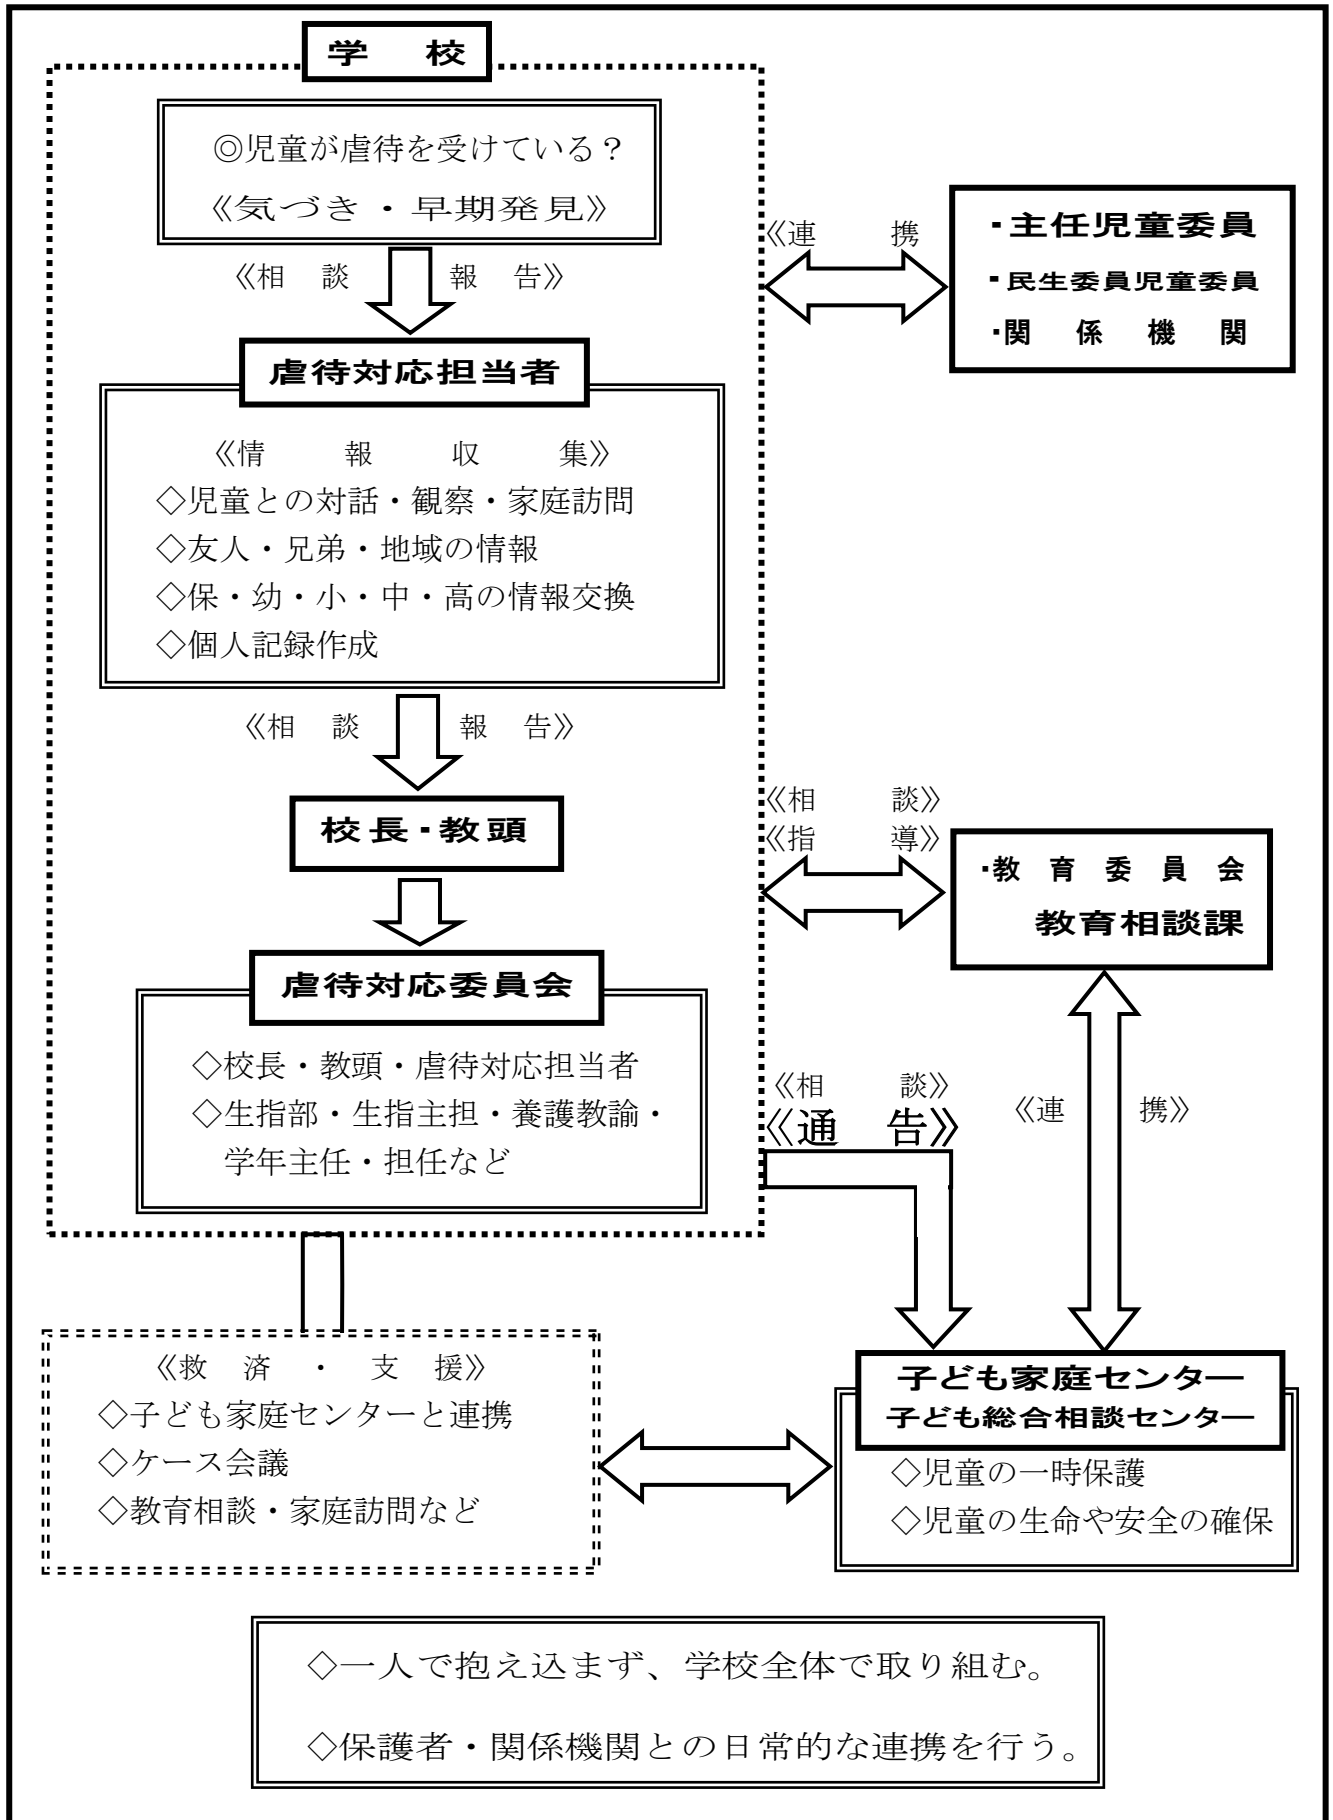 学 校
◎児童が虐待を受けている？
《気づき・早期発見》
《相 談 報 告》
虐待対応担当者
《情 報 収 集》
◇児童との対話・観察・家庭訪問
◇友人・兄弟・地域の情報
◇保・幼・小・中・高の情報交換
◇個人記録作成
《相 談 報 告》
校長・教頭
虐待対応委員会
◇校長・教頭・虐待対応担当者
◇生指部・生指主担・養護教諭・
学年主任・担任など
《連 携
・主任児童委員
・民生委員児童委員
・関 係 機 関
《相 談》
《指 導》
・教 育 委 員 会
教育相談課
《相 談》
《通 告》
《連 携》
《救 済 ・ 支 援》
◇子ども家庭センターと連携
◇ケース会議
◇教育相談・家庭訪問など
子ども家庭センター
子ども総合相談センター
◇児童の一時保護
◇児童の生命や安全の確保
◇一人で抱え込まず、学校全体で取り組む。
◇保護者・関係機関との日常的な連携を行う。